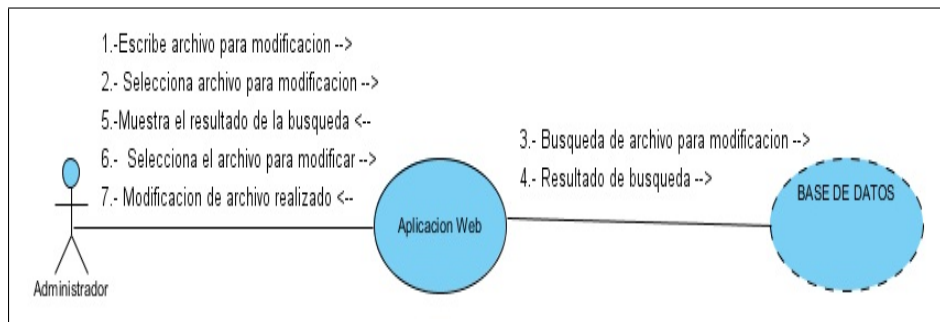 1.-Escribe archivo para modificacion -->
2.- Selecciona archivo para modificacion -->
5.-Muestra el resultado de la busqueda <--
6.- Selecciona el archivo para modificar -->
7.- Modificacion de archivo realizado <--
3.- Busqueda de archivo para modificacion -->
4.- Resultado de busqueda -->
Administrador
Aplicacion Web
BASE DE DATOS